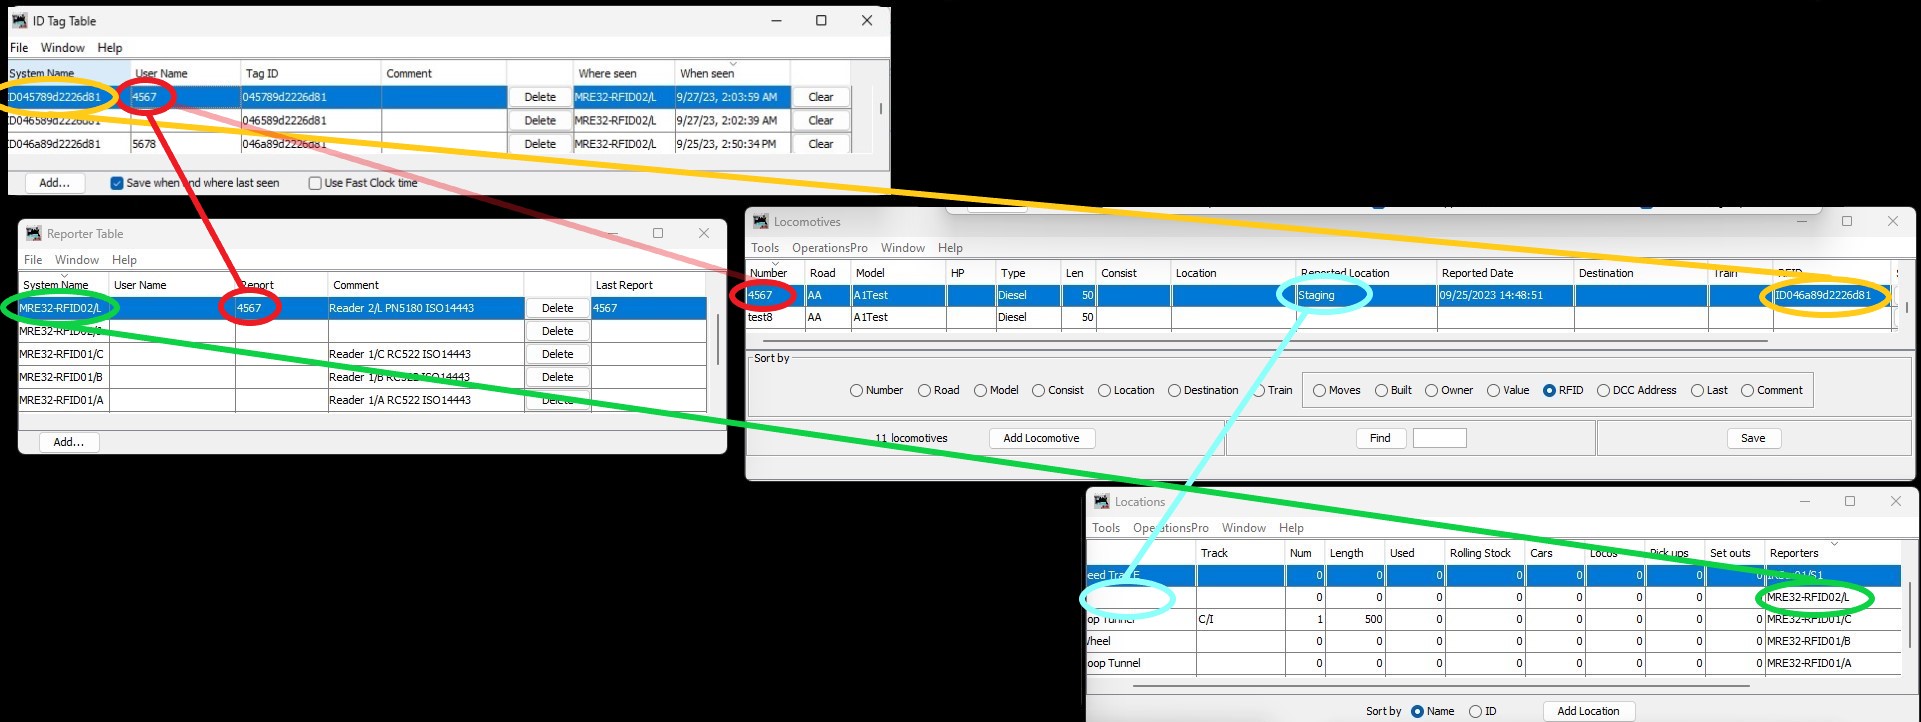 ID Tag Table
File Window Help
System Name User Name Tag ID Comment Where seen When seen
ID045789d2226d81 4567 045789d2226d81 Delete MRE32-RFID02/L 9/27/23, 2:03:59 AM Clear
ID046589d2226d81 046589d2226d81 Delete MRE32-RFID02/L 9/27/23, 2:02:39 AM Clear
ID046a89d2226d81 5678 046a89d2226d81 Delete MRE32-RFID02/L 9/25/23, 2:50:34 PM Clear
Add... Save when and where last seen Use Fast Clock time
Reporter Table
File Window Help
System Name User Name Report Comment Last Report
MRE32-RFID02/L 4567 Reader 2/L PN5180 ISO14443 Delete 4567
Delete
MRE32-RFID01/C Reader 1/C RC522 ISO14443 Delete
MRE32-RFID01/B Reader 1/B RC522 ISO14443 Delete
MRE32-RFID01/A Reader 1/A RC522 ISO14443 Delete
Add...
Locomotives
Tools OperationsPro Window Help
Number Road Model HP Type Len Consist Location Reported Location Reported Date Destination Train RFID
4567 AA A1Test Diesel 50 Staging 09/25/2023 14:48:51 ID046a89d2226d81
test8 AA A1Test Diesel 50
Sort by
Number Road Model Consist Location Destination Train Moves Built Owner Value RFID DCC Address Last Comment
11 locomotives Add Locomotive Find Save
Locations
Tools OperationsPro Window Help
Track Num Length Used Rolling Stock Cars Locos Pick ups Set outs Reporters
0 0 0 0 0 0 0 0
0 0 0 0 0 0 0 0 MRE32-RFID02/L
op Tunnel C/I 1 500 0 0 0 0 0 0 MRE32-RFID01/C
heel 0 0 0 0 0 0 0 0 MRE32-RFID01/B
oop Tunnel 0 0 0 0 0 0 0 0 MRE32-RFID01/A
Sort by Name ID Add Location